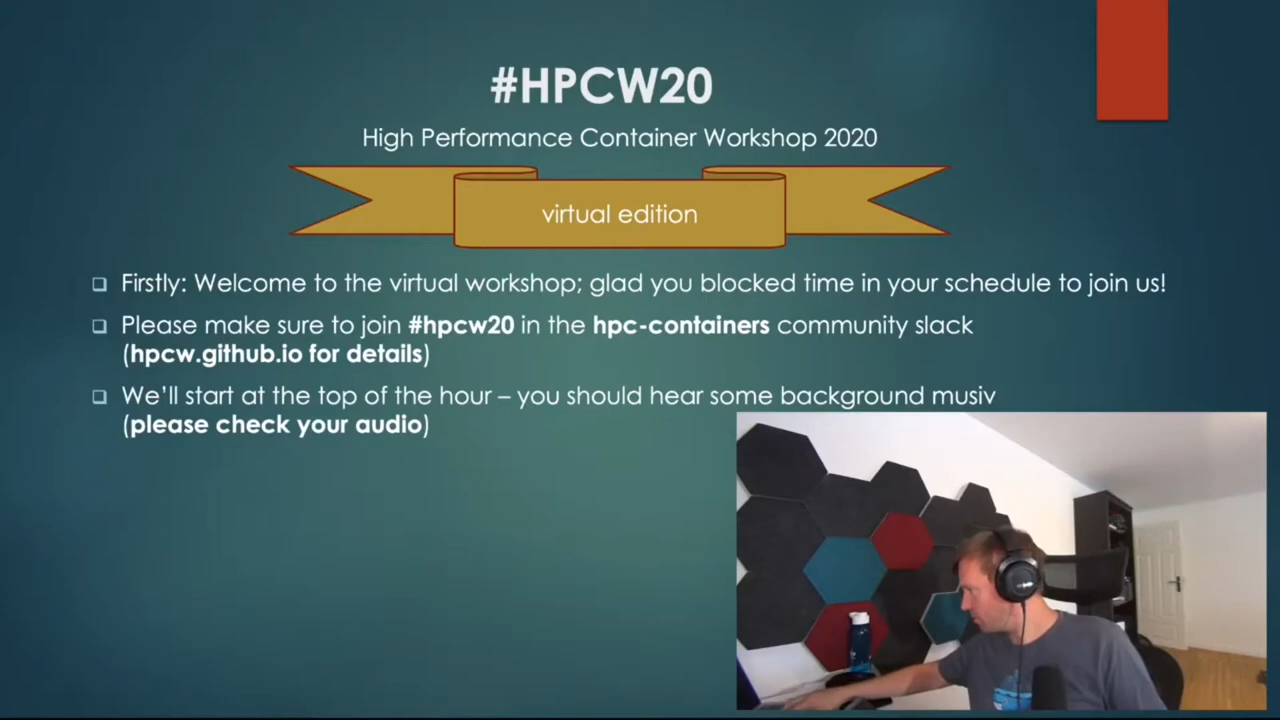 #HPCW20
High Performance Container Workshop 2020
virtual edition
Firstly: Welcome to the virtual workshop; glad you blocked time in your schedule to join us!
Please make sure to join #hpcw20 in the hpc-containers community slack
(hpcw.github.io for details)
We'll start at the top of the hour – you should hear some background musiv
(please check your audio)